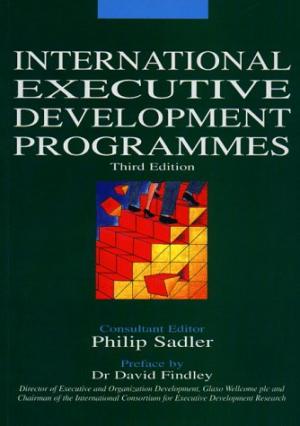 INTERNATIONAL
EXECUTIVE
DEVELOPMENT
PROGRAMMES
Third Edition
Consultant Editor
Philip Sadler
Preface by
Dr David Findley
Director of Executive and Organization Development, Glaxo Wellcome plc and
Chairman of the International Consortium for Executive Development Research